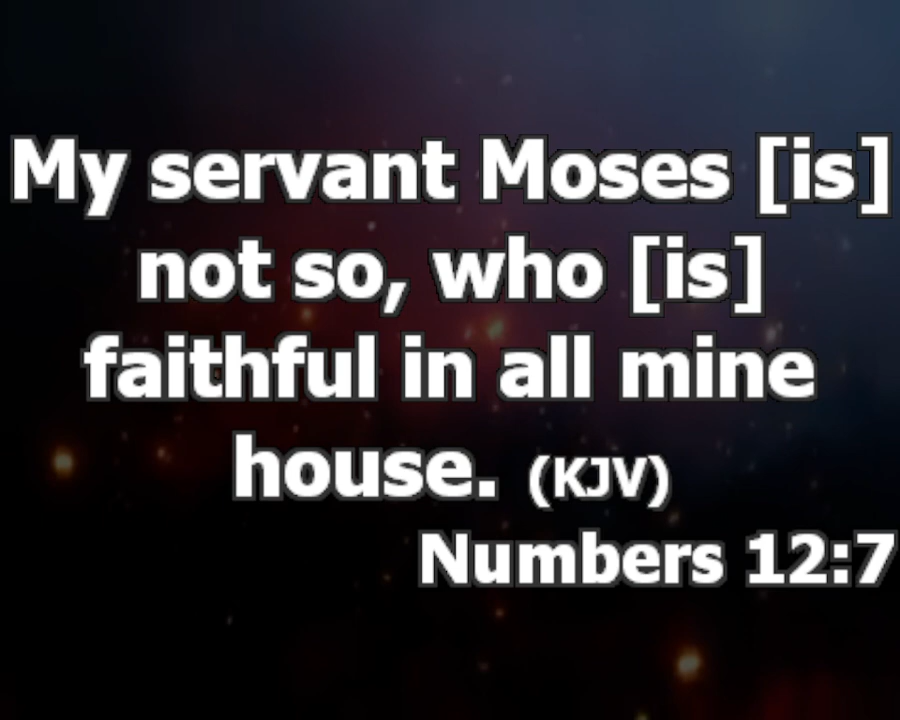 My servant Moses [is]
not so, who [is]
faithful in all mine
house. (KJV)
Numbers 12:7